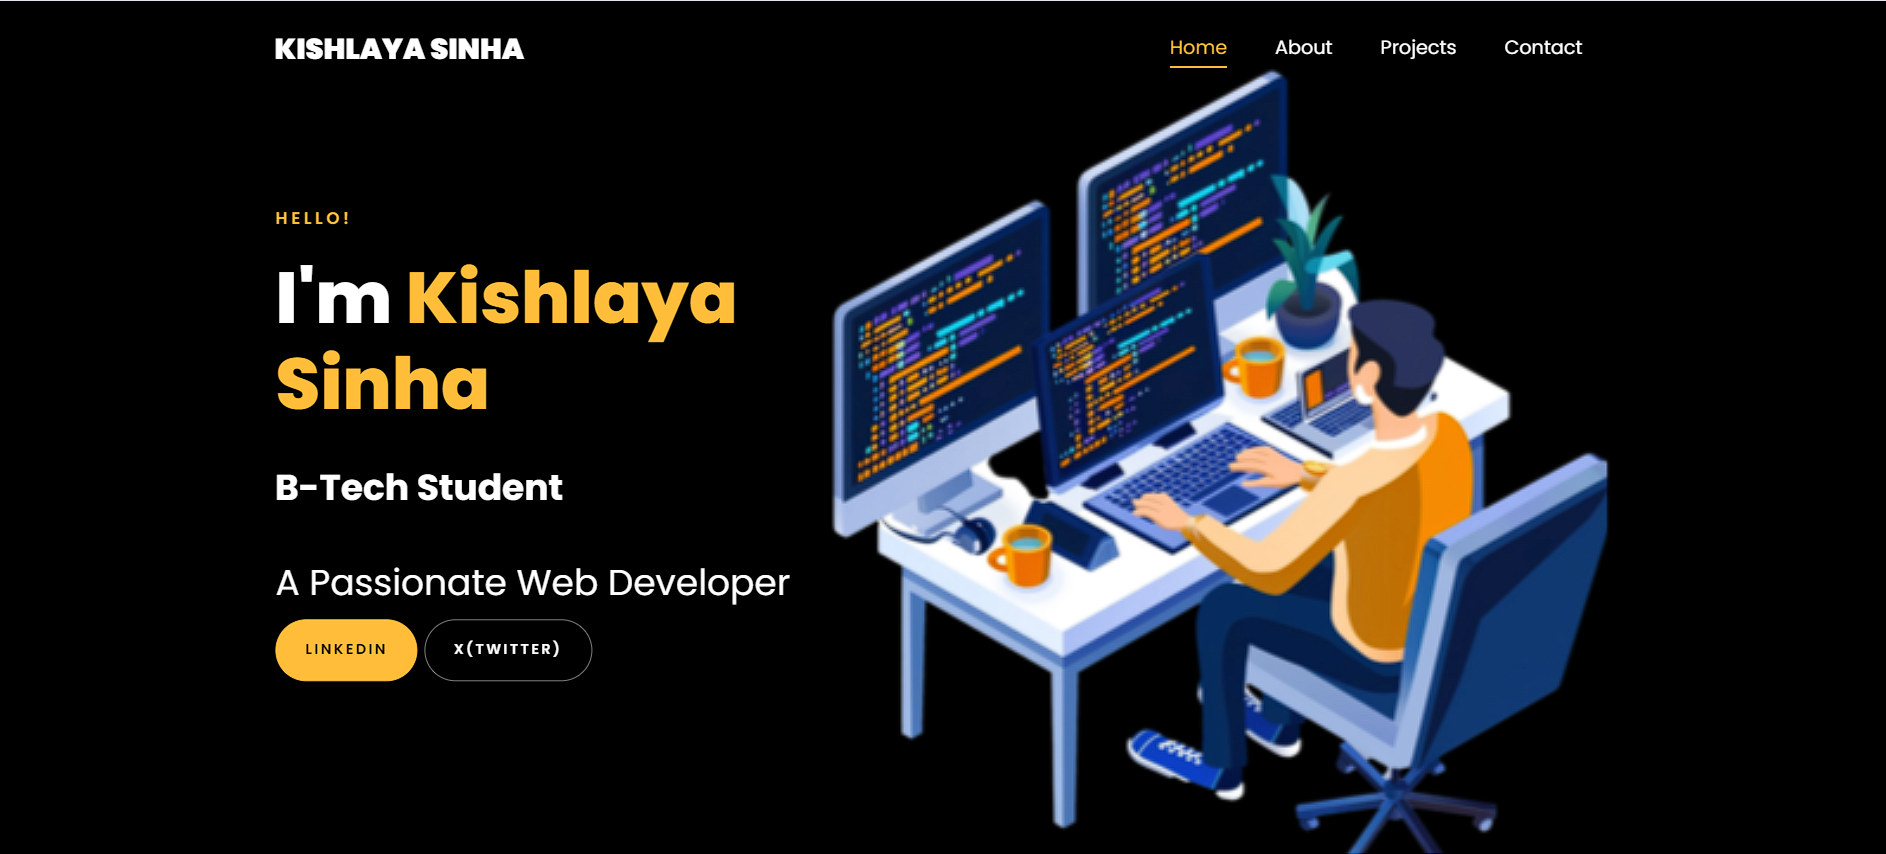 KISHLAYA SINHA
Home About Projects Contact
HELLO!
I'm Kishlaya
Sinha
B-Tech Student
A Passionate Web Developer
LINKEDIN X(TWITTER)